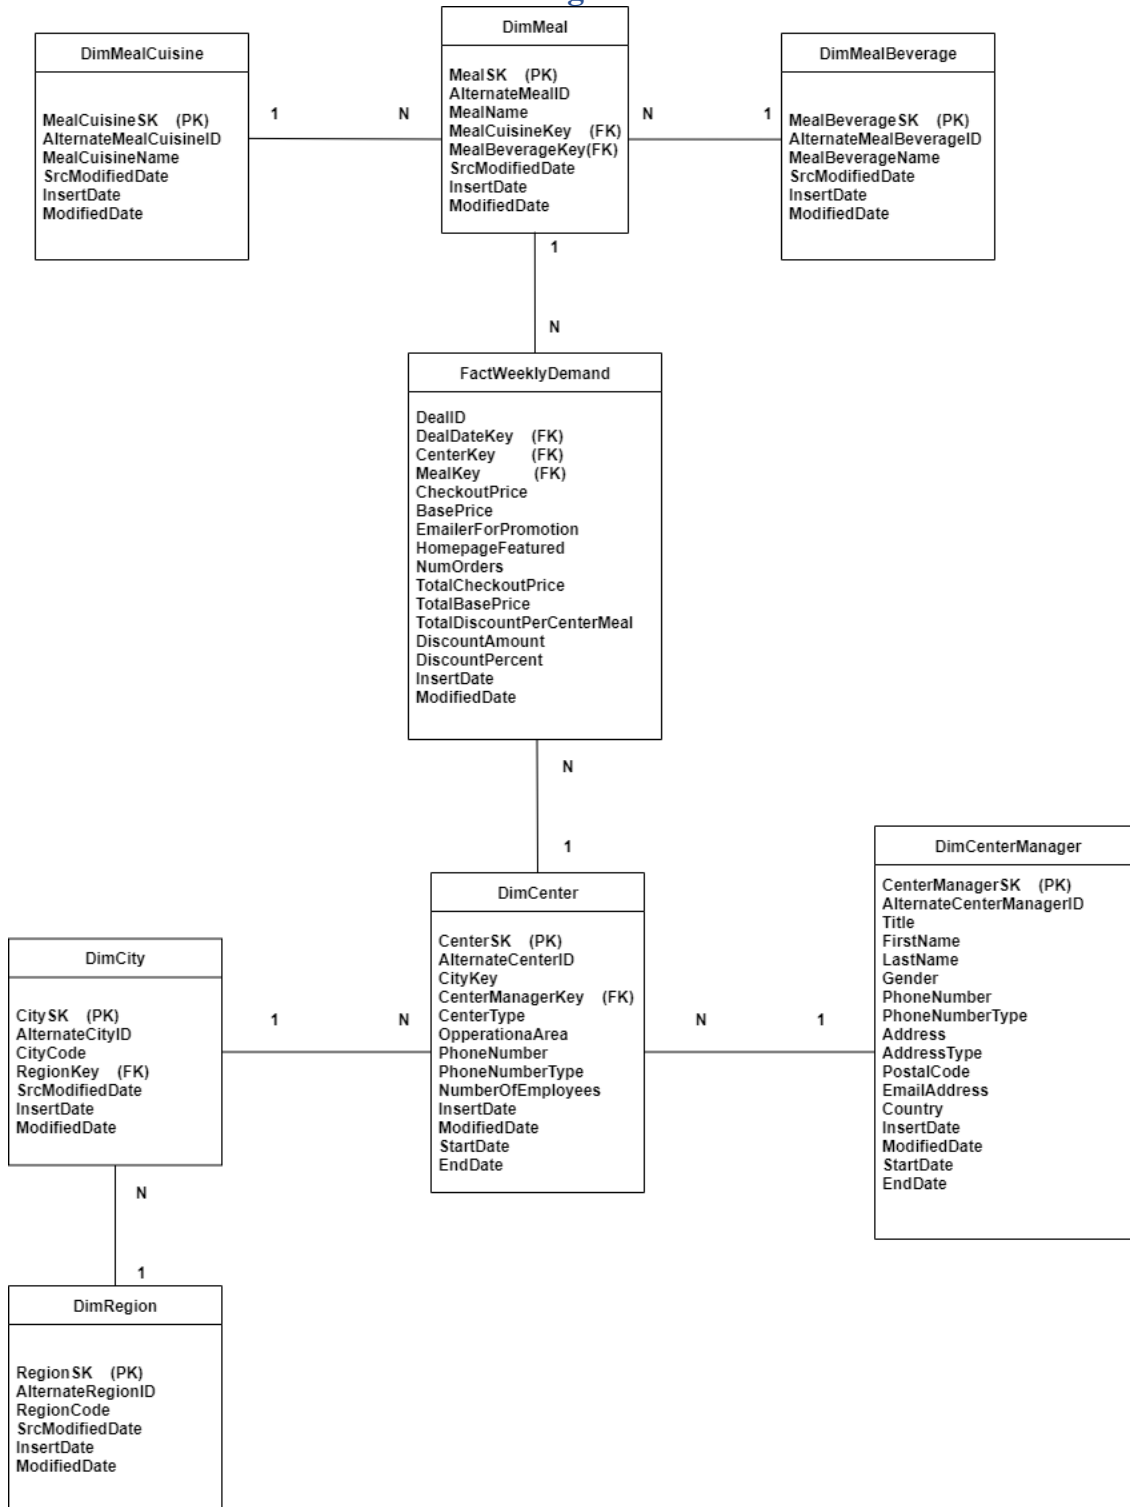 DimMeal
MealSK (PK)
AlternateMealID
MealName
MealCuisineKey (FK)
MealBeverageKey(FK)
SrcModifiedDate
InsertDate
ModifiedDate
DimMealCuisine
MealCuisineSK (PK)
AlternateMealCuisineID
MealCuisineName
SrcModifiedDate
InsertDate
ModifiedDate
1
N
N
1
DimMealBeverage
MealBeverageSK (PK)
AlternateMealBeverageID
MealBeverageName
SrcModifiedDate
InsertDate
ModifiedDate
1
N
FactWeeklyDemand
DealID
DealDateKey (FK)
CenterKey (FK)
MealKey (FK)
CheckoutPrice
BasePrice
EmailerForPromotion
HomepageFeatured
NumOrders
TotalCheckoutPrice
TotalBasePrice
TotalDiscountPerCenterMeal
DiscountAmount
DiscountPercent
InsertDate
ModifiedDate
N
1
DimCenter
CenterSK (PK)
AlternateCenterID
CityKey
CenterManagerKey (FK)
CenterType
OpperationaArea
PhoneNumber
PhoneNumberType
NumberOfEmployees
InsertDate
ModifiedDate
StartDate
EndDate
N
1
DimCenterManager
CenterManagerSK (PK)
AlternateCenterManagerID
Title
FirstName
LastName
Gender
PhoneNumber
PhoneNumberType
Address
AddressType
PostalCode
EmailAddress
Country
InsertDate
ModifiedDate
StartDate
EndDate
DimCity
CitySK (PK)
AlternateCityID
CityCode
RegionKey (FK)
SrcModifiedDate
InsertDate
ModifiedDate
1
N
N
1
DimRegion
RegionSK (PK)
AlternateRegionID
RegionCode
SrcModifiedDate
InsertDate
ModifiedDate